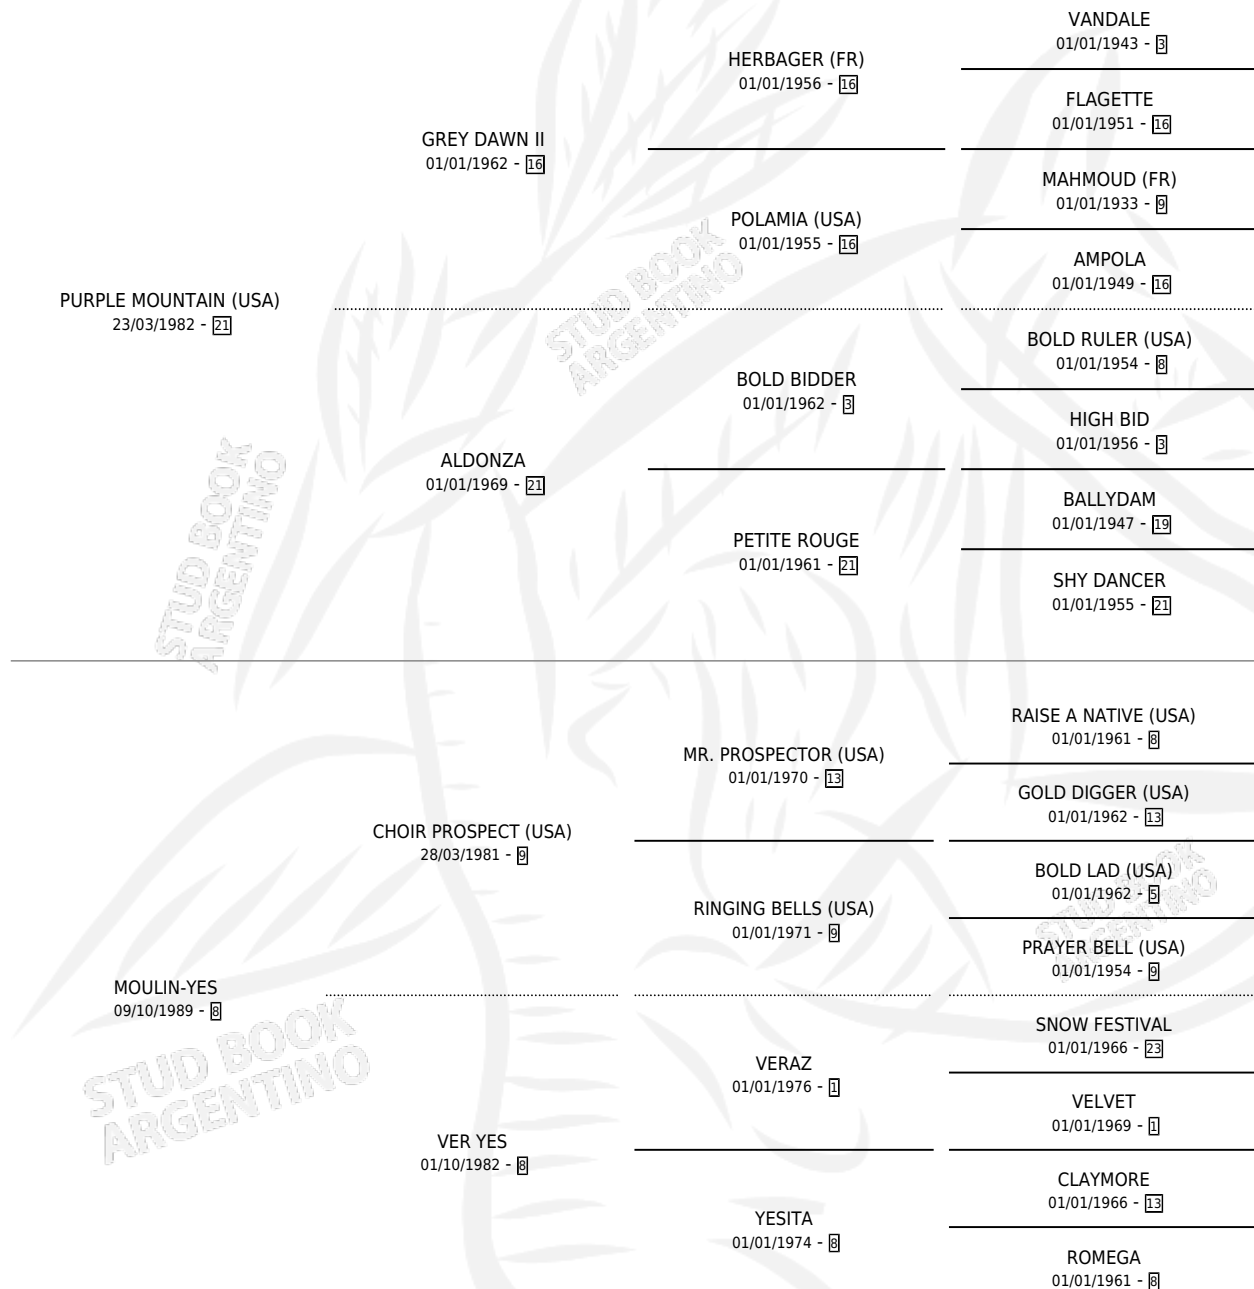 VANDALE
01/01/1943 - 3
HERBAGER (FR)
01/01/1956 - 16
FLAGETTE
01/01/1951 - 16
GREY DAWN II
01/01/1962 - 16
MAHMOUD (FR)
01/01/1933 - 9
POLAMIA (USA)
01/01/1955 - 16
AMPOLA
01/01/1949 - 16
PURPLE MOUNTAIN (USA)
23/03/1982 - 21
BOLD RULER (USA)
01/01/1954 - 8
BOLD BIDDER
01/01/1962 - 3
HIGH BID
01/01/1956 - 3
ALDONZA
01/01/1969 - 21
BALLYDAM
01/01/1947 - 19
PETITE ROUGE
01/01/1961 - 21
SHY DANCER
01/01/1955 - 21
RAISE A NATIVE (USA)
01/01/1961 - 8
MR. PROSPECTOR (USA)
01/01/1970 - 13
GOLD DIGGER (USA)
01/01/1962 - 13
CHOIR PROSPECT (USA)
28/03/1981 - 9
BOLD LAD (USA)
01/01/1962 - 5
RINGING BELLS (USA)
01/01/1971 - 9
PRAYER BELL (USA)
01/01/1954 - 9
MOULIN-YES
09/10/1989 - 8
SNOW FESTIVAL
01/01/1966 - 23
VERAZ
01/01/1976 - 1
VELVET
01/01/1969 - 1
VER YES
01/10/1982 - 8
CLAYMORE
01/01/1966 - 13
YESITA
01/01/1974 - 8
ROMEGA
01/01/1961 - 8
STUD BOOK
ARGENTINO
STUD BOOK
ARGENTINO
STUD BOOK
ARGENTINO
STUD BOOK
ARGENTINO